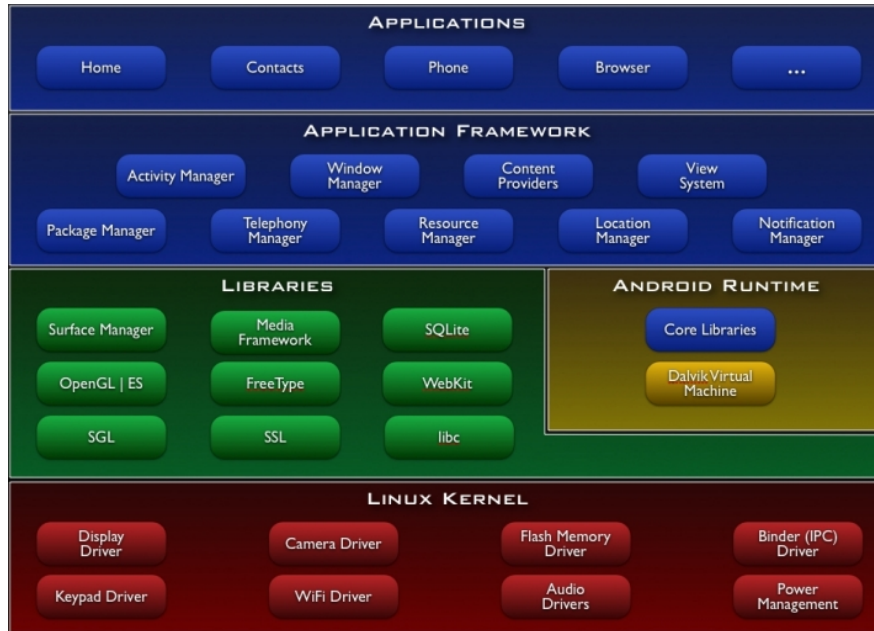 APPLICATIONS
Home
Contacts
Phone
Browser
...
APPLICATION FRAMEWORK
Activity Manager
Window
Manager
Content
Providers
View
System
Package Manager
Telephony
Manager
Resource
Manager
Location
Manager
Notification
Manager
LIBRARIES
Surface Manager
Media
Framework
SQLite
OpenGL | ES
FreeType
WebKit
SGL
SSL
libc
ANDROID RUNTIME
Core Libraries
Dalvik Virtual
Machine
LINUX KERNEL
Display
Driver
Camera Driver
Flash Memory
Driver
Binder (IPC)
Driver
Keypad Driver
WiFi Driver
Audio
Drivers
Power
Management